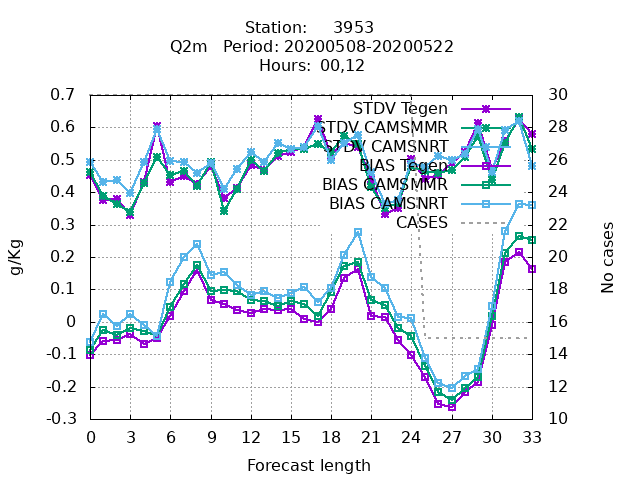 Station: 3953
Q2m Period: 20200508-20200522
Hours: 00,12
0.7 30
STDV Tegen
0.6 28
STDV CAMSMMR
STDV CAMSNRT
0.5 26
BIAS Tegen
BIAS CAMSMMR
0.4 24
BIAS CAMSNRT
CASES
0.3 22
0.2 20
0.1 18
0 16
-0.1 14
-0.2 12
-0.3 10
g/Kg
No cases
0 3 6 9 12 15 18 21 24 27 30 33
Forecast length